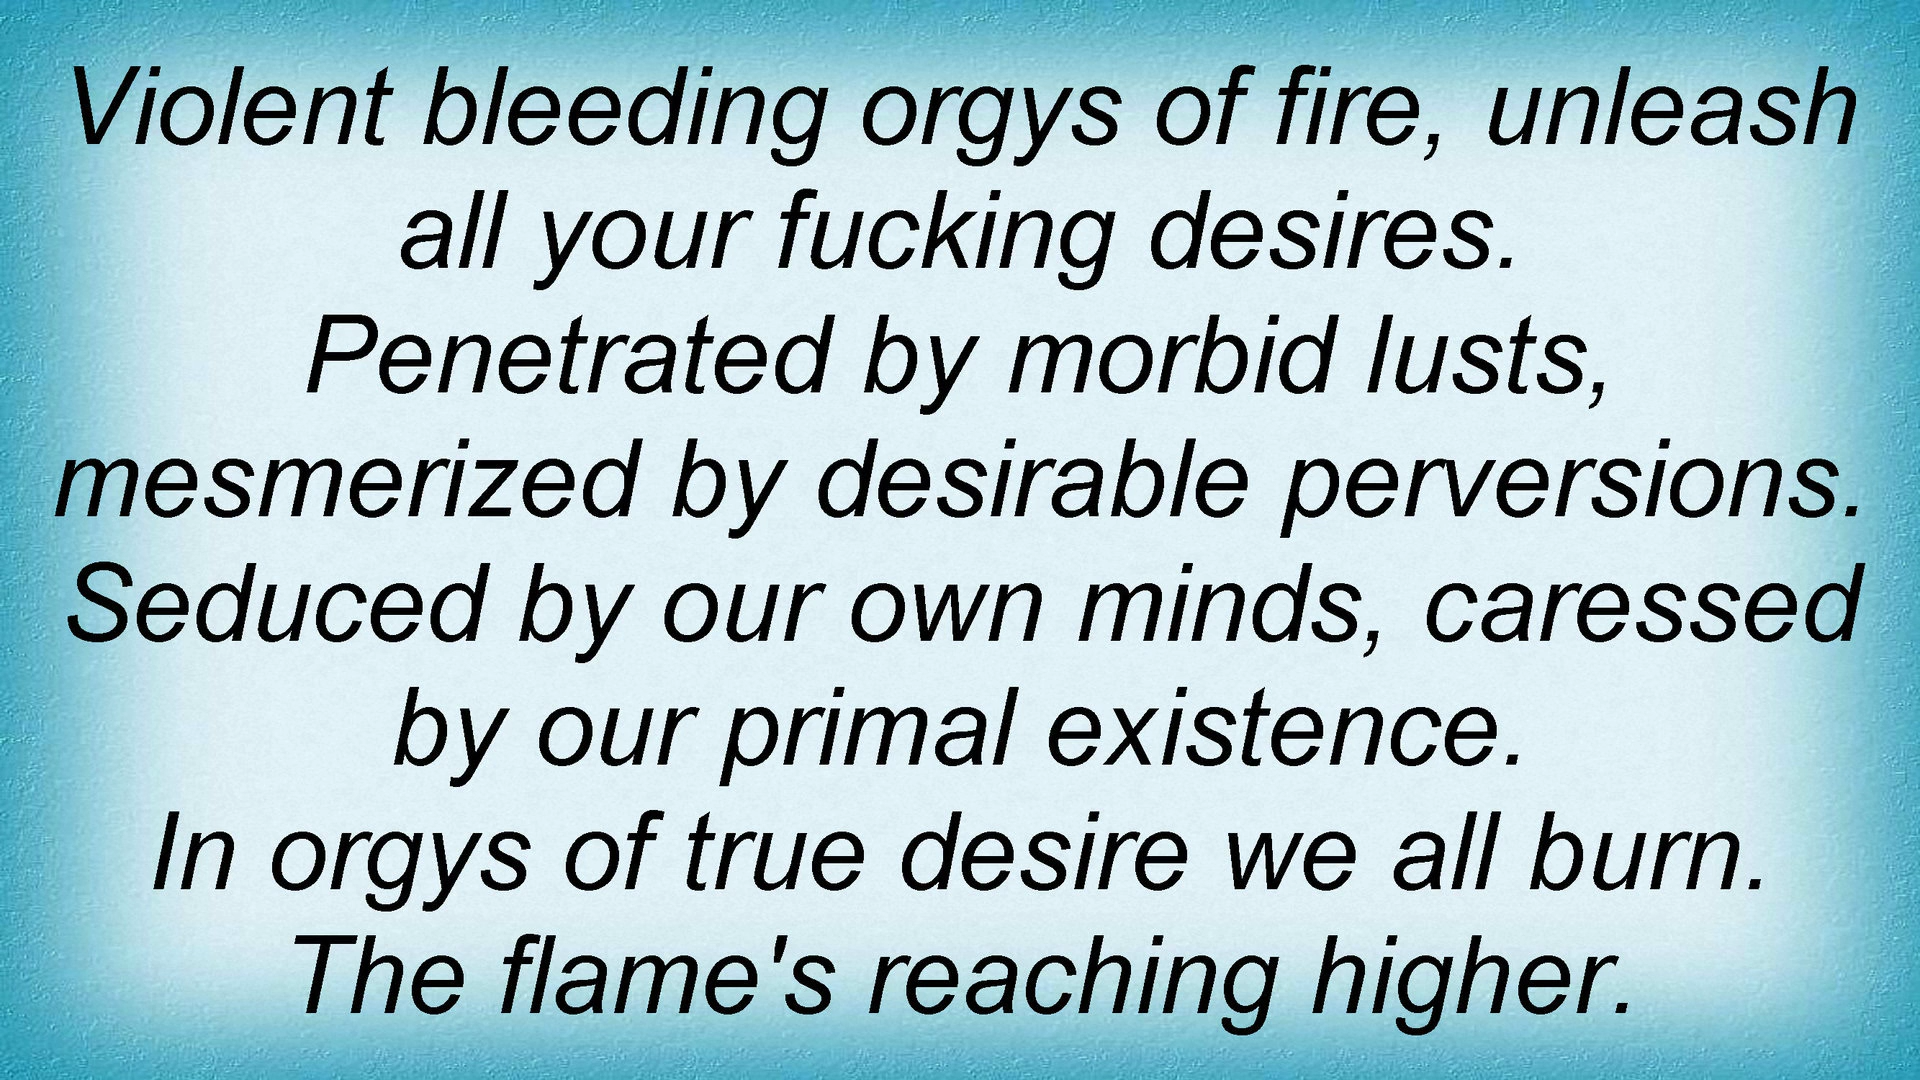 Violent bleeding orgys of fire, unleash
all your fucking desires.
Penetrated by morbid lusts,
mesmerized by desirable perversions.
Seduced by our own minds, caressed
by our primal existence.
In orgys of true desire we all burn.
The flame's reaching higher.